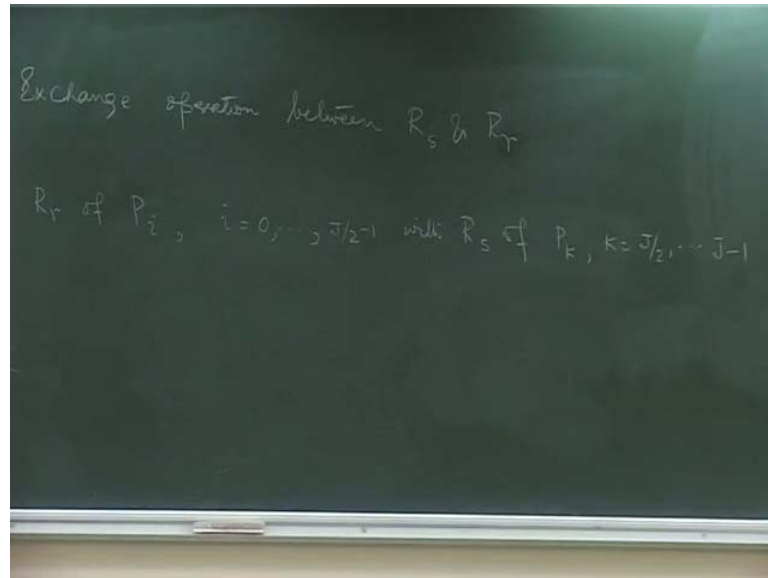 Exchange operation between R_s & R_r
R_r of P_i, i=0,..., J/2-1 with R_s of P_k, k=J/2,... J-1